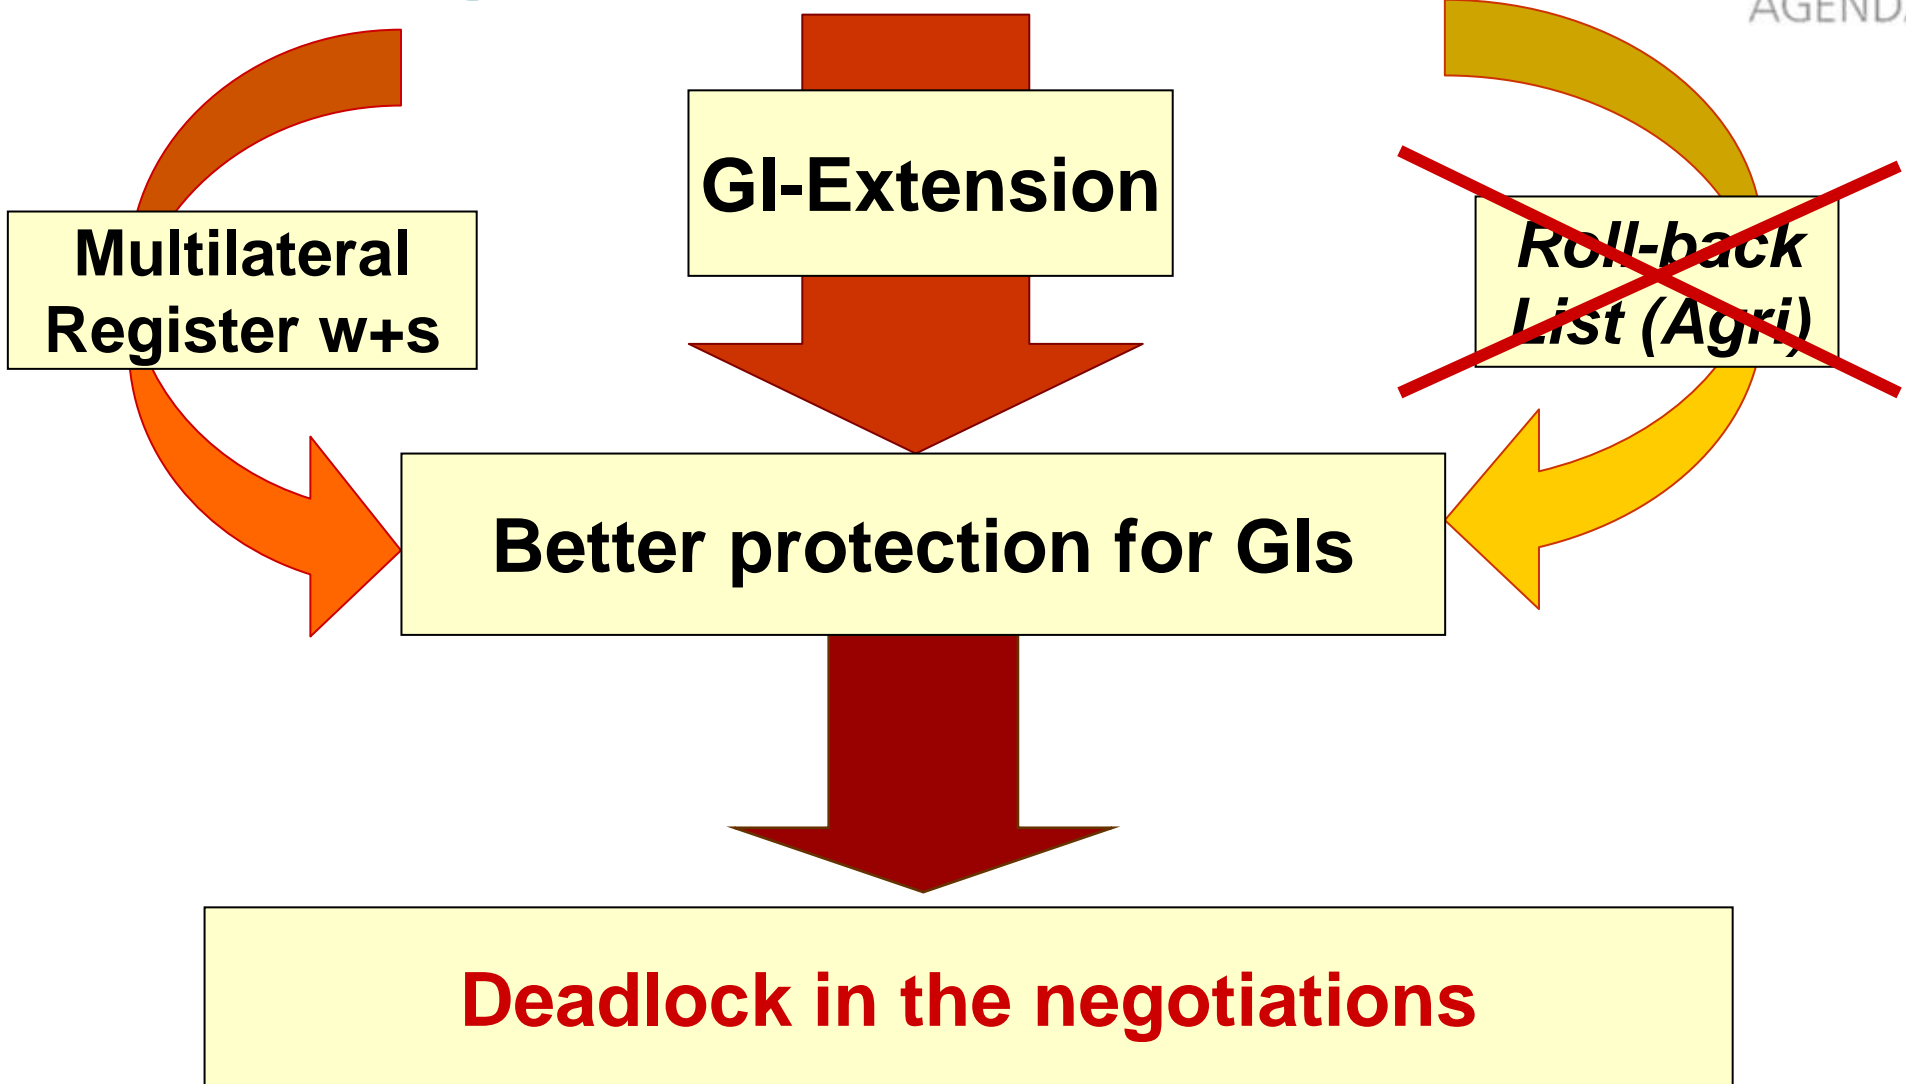 GI-Extension
Multilateral
Register w+s
Roll-back
List (Agri)
Better protection for GIs
Deadlock in the negotiations